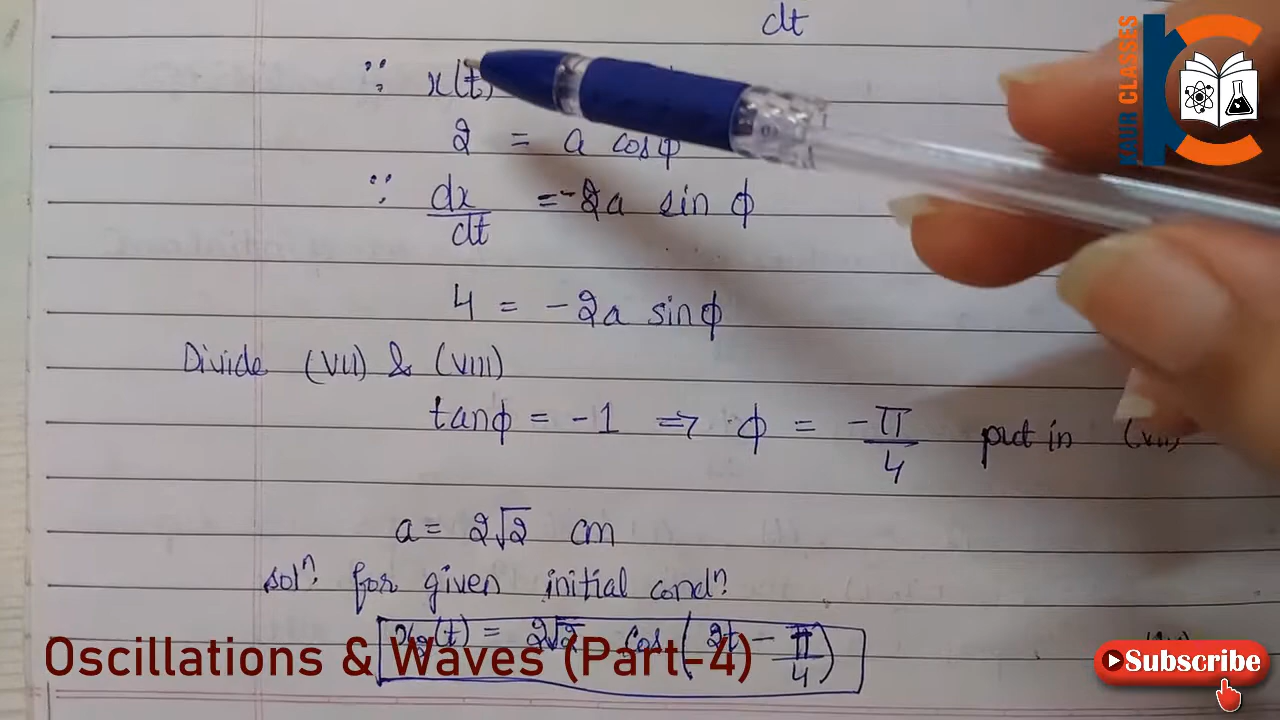 dt
∵ x(t)
2 = a cos φ
∵ dx/dt = -2a sin φ
4 = -2a sin φ
Divide (VII) & (VIII)
tan φ = -1 ⇒ φ = -π/4 put in (VII)
a = 2√2 cm
solⁿ. for given initial condⁿ.
x₂(t) = 2√2 cos (2t - π/4)
Oscillations & Waves (Part-4)
KAUR CLASSES
Subscribe